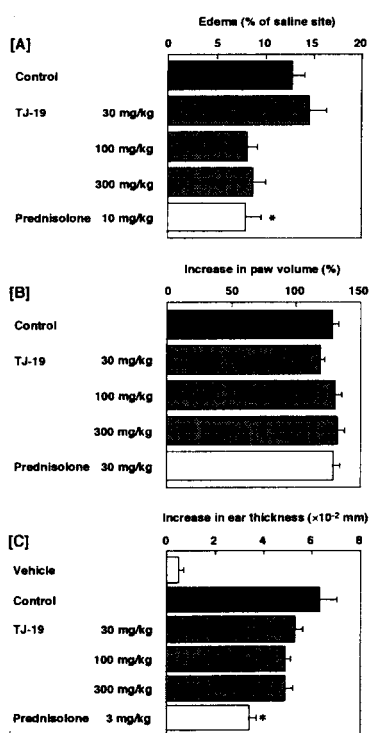 Edema (% of saline site)
[A]
0 5 10 15 20
Control
TJ-19 30 mg/kg
100 mg/kg
300 mg/kg
Prednisolone 10 mg/kg *
Increase in paw volume (%)
[B]
0 50 100 150
Control
TJ-19 30 mg/kg
100 mg/kg
300 mg/kg
Prednisolone 30 mg/kg
Increase in ear thickness (×10⁻² mm)
[C]
0 2 4 6 8
Vehicle
Control
TJ-19 30 mg/kg
100 mg/kg
300 mg/kg
Prednisolone 3 mg/kg *